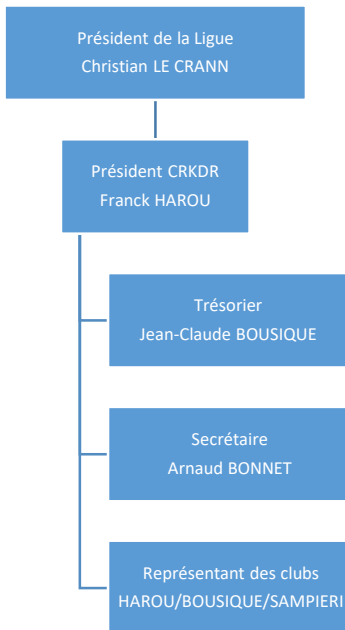 Président de la Ligue
Christian LE CRANN
Président CRKDR
Franck HAROU
Trésorier
Jean-Claude BOUSIQUE
Secrétaire
Arnaud BONNET
Représentant des clubs
HAROU/BOUSIQUE/SAMPIERI